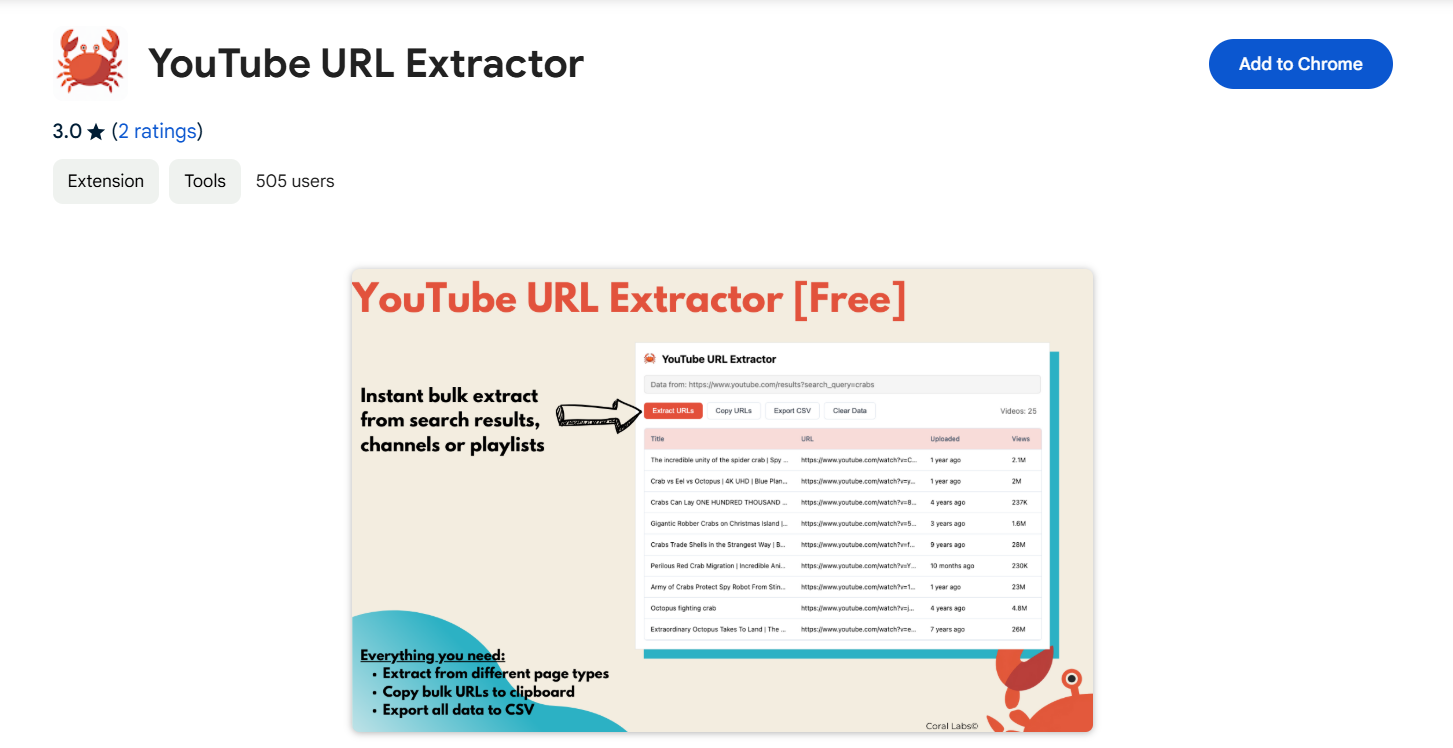 YouTube URL Extractor
Add to Chrome
3.0 ★ (2 ratings)
Extension Tools 505 users
YouTube URL Extractor [Free]
Instant bulk extract
from search results,
channels or playlists
YouTube URL Extractor
Data from: https://www.youtube.com/results?search_query=crabs
Extract URLs Copy URLs Export CSV Clear Data Videos: 25
Title URL Uploaded Views
The incredible unity of the spider crab | Spy ... https://www.youtube.com/watch?v=C... 1 year ago 2.1M
Crab vs Eel vs Octopus | 4K UHD | Blue Plan... https://www.youtube.com/watch?v=y... 1 year ago 2M
Crabs Can Lay ONE HUNDRED THOUSAND ... https://www.youtube.com/watch?v=8... 4 years ago 237K
Gigantic Robber Crabs on Christmas Island |... https://www.youtube.com/watch?v=5... 3 years ago 1.6M
Crabs Trade Shells in the Strangest Way | B... https://www.youtube.com/watch?v=f... 9 years ago 28M
Perilous Red Crab Migration | Incredible Ani... https://www.youtube.com/watch?v=Y... 10 months ago 230K
Army of Crabs Protect Spy Robot From Stin... https://www.youtube.com/watch?v=1... 1 year ago 23M
Octopus fighting crab https://www.youtube.com/watch?v=j... 4 years ago 4.8M
Extraordinary Octopus Takes To Land | The ... https://www.youtube.com/watch?v=e... 7 years ago 26M
Everything you need:
• Extract from different page types
• Copy bulk URLs to clipboard
• Export all data to CSV
Coral Labs©